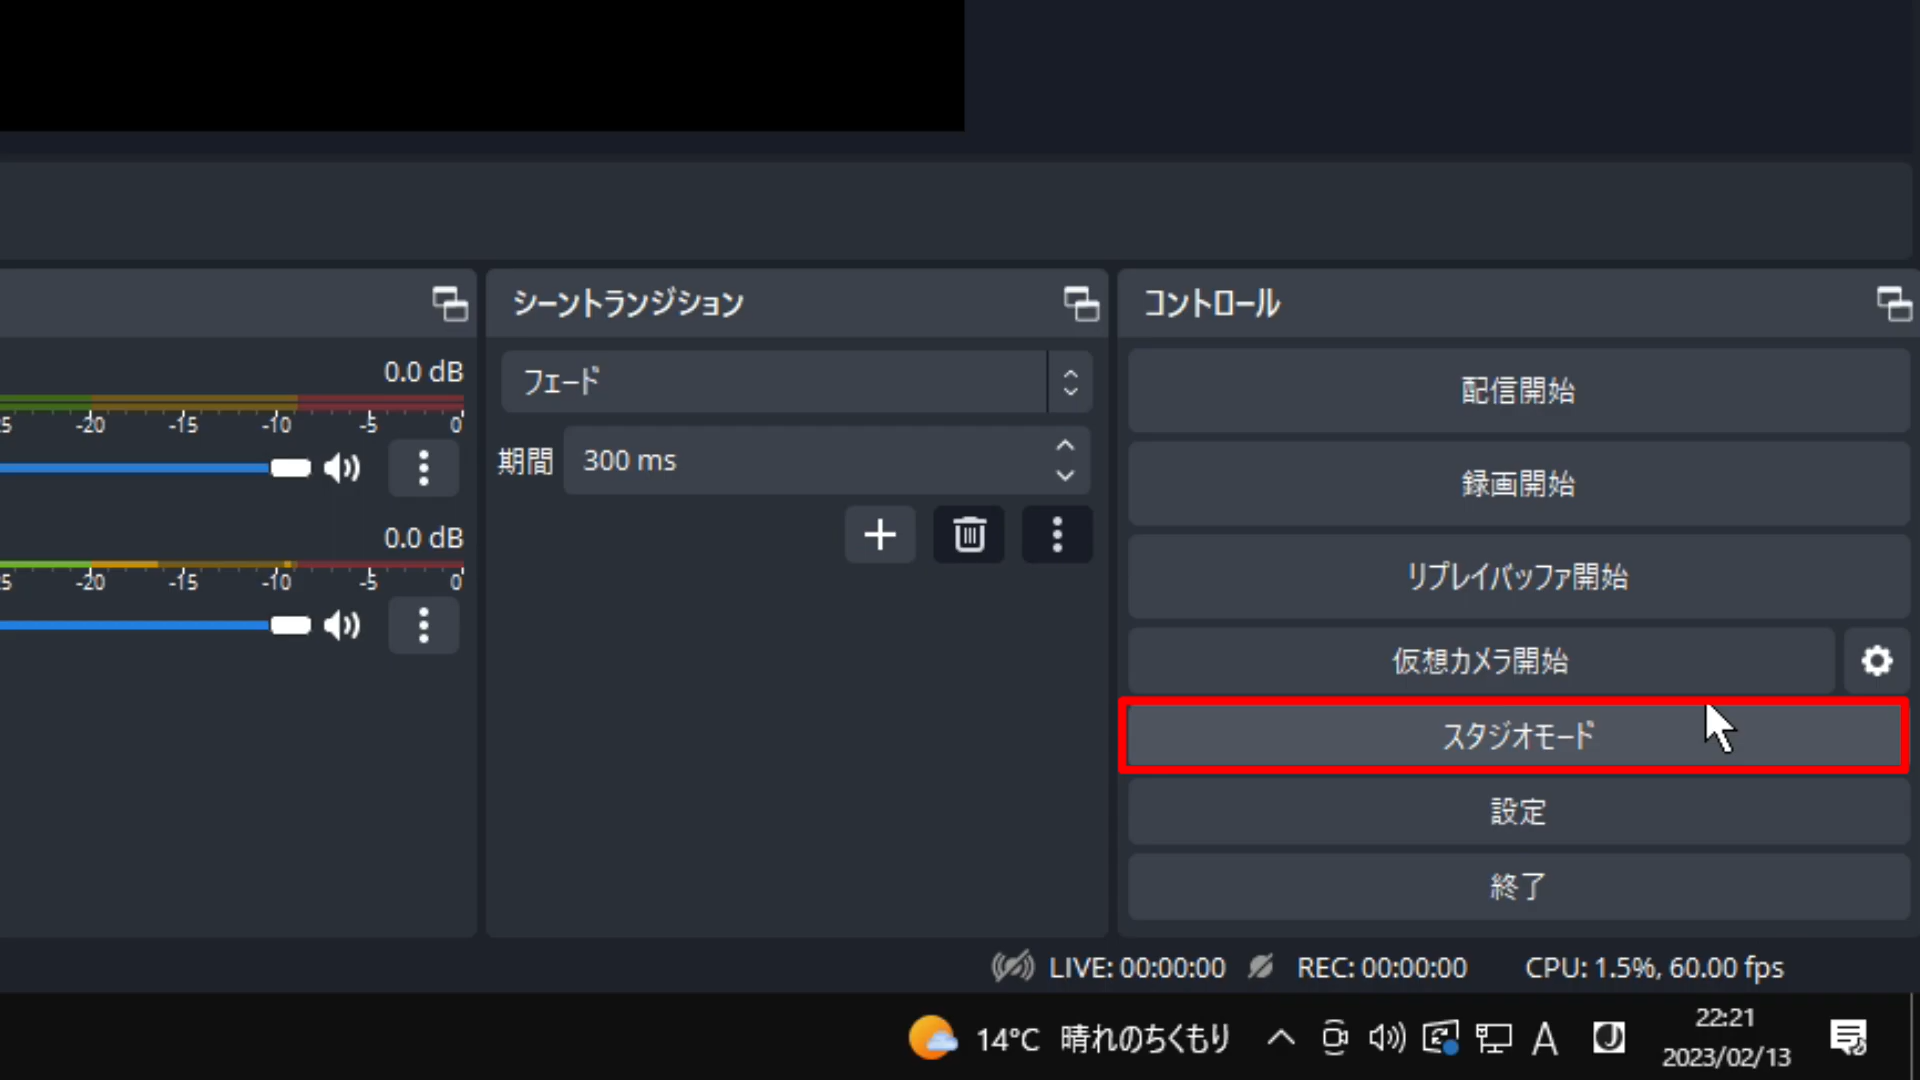 シーントランジション
コントロール
0.0 dB
-20 -15 -10 -5 0
フェード
期間 300 ms
0.0 dB
-20 -15 -10 -5 0
配信開始
録画開始
リプレイバッファ開始
仮想カメラ開始
スタジオモード
設定
終了
LIVE: 00:00:00 REC: 00:00:00 CPU: 1.5%, 60.00 fps
14°C 晴れのちくもり A J 22:21
2023/02/13